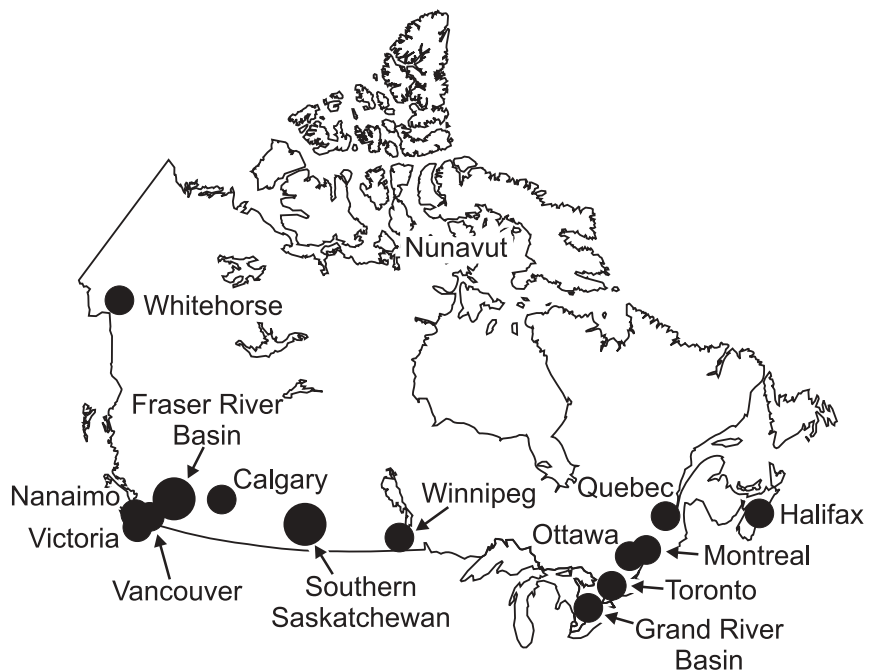 Nunavut
Whitehorse
Fraser River
Basin
Calgary
Nanaimo
Winnipeg
Quebec
Halifax
Victoria
Ottawa
Montreal
Vancouver
Southern
Saskatchewan
Toronto
Grand River
Basin